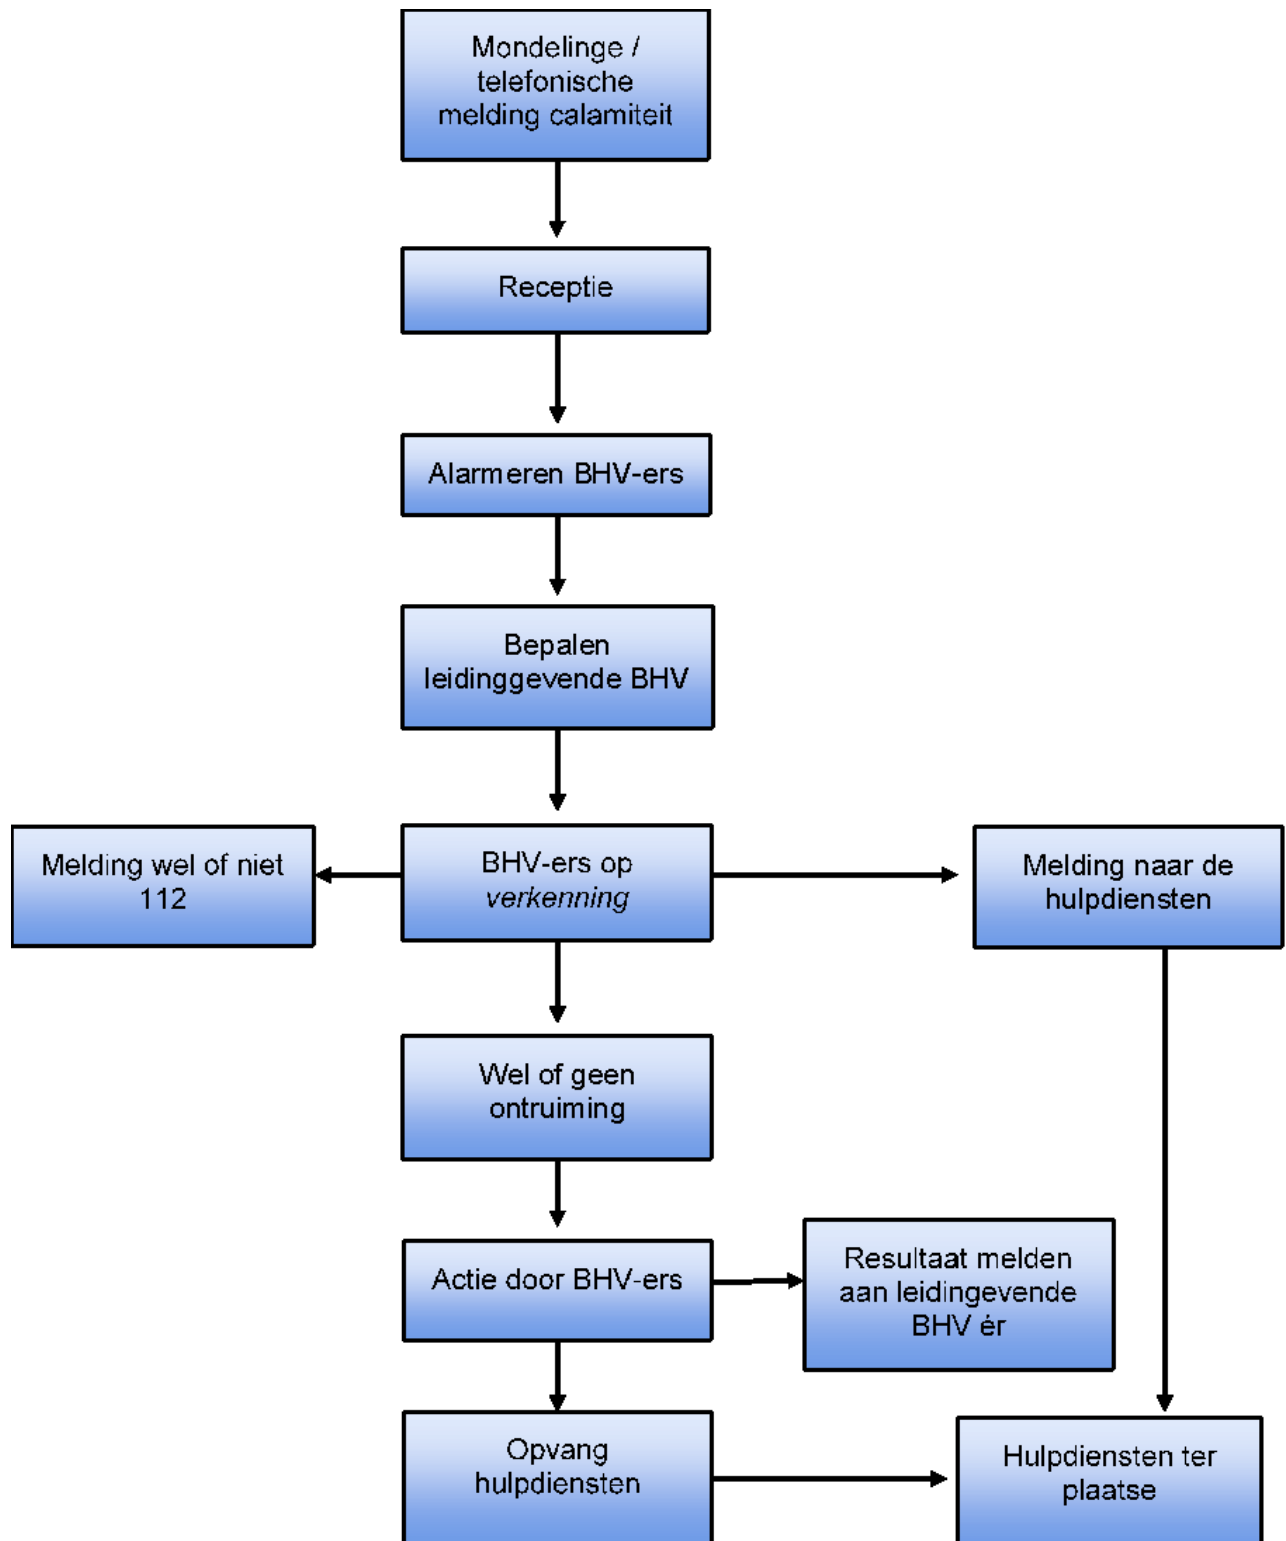 Mondelinge /
telefonische
melding calamiteit
Receptie
Alarmeren BHV-ers
Bepalen
leidinggevende BHV
Melding wel of niet
112
BHV-ers op
verkenning
Melding naar de
hulpdiensten
Wel of geen
ontruiming
Actie door BHV-ers
Resultaat melden
aan leidingevende
BHV ér
Opvang
hulpdiensten
Hulpdiensten ter
plaatse